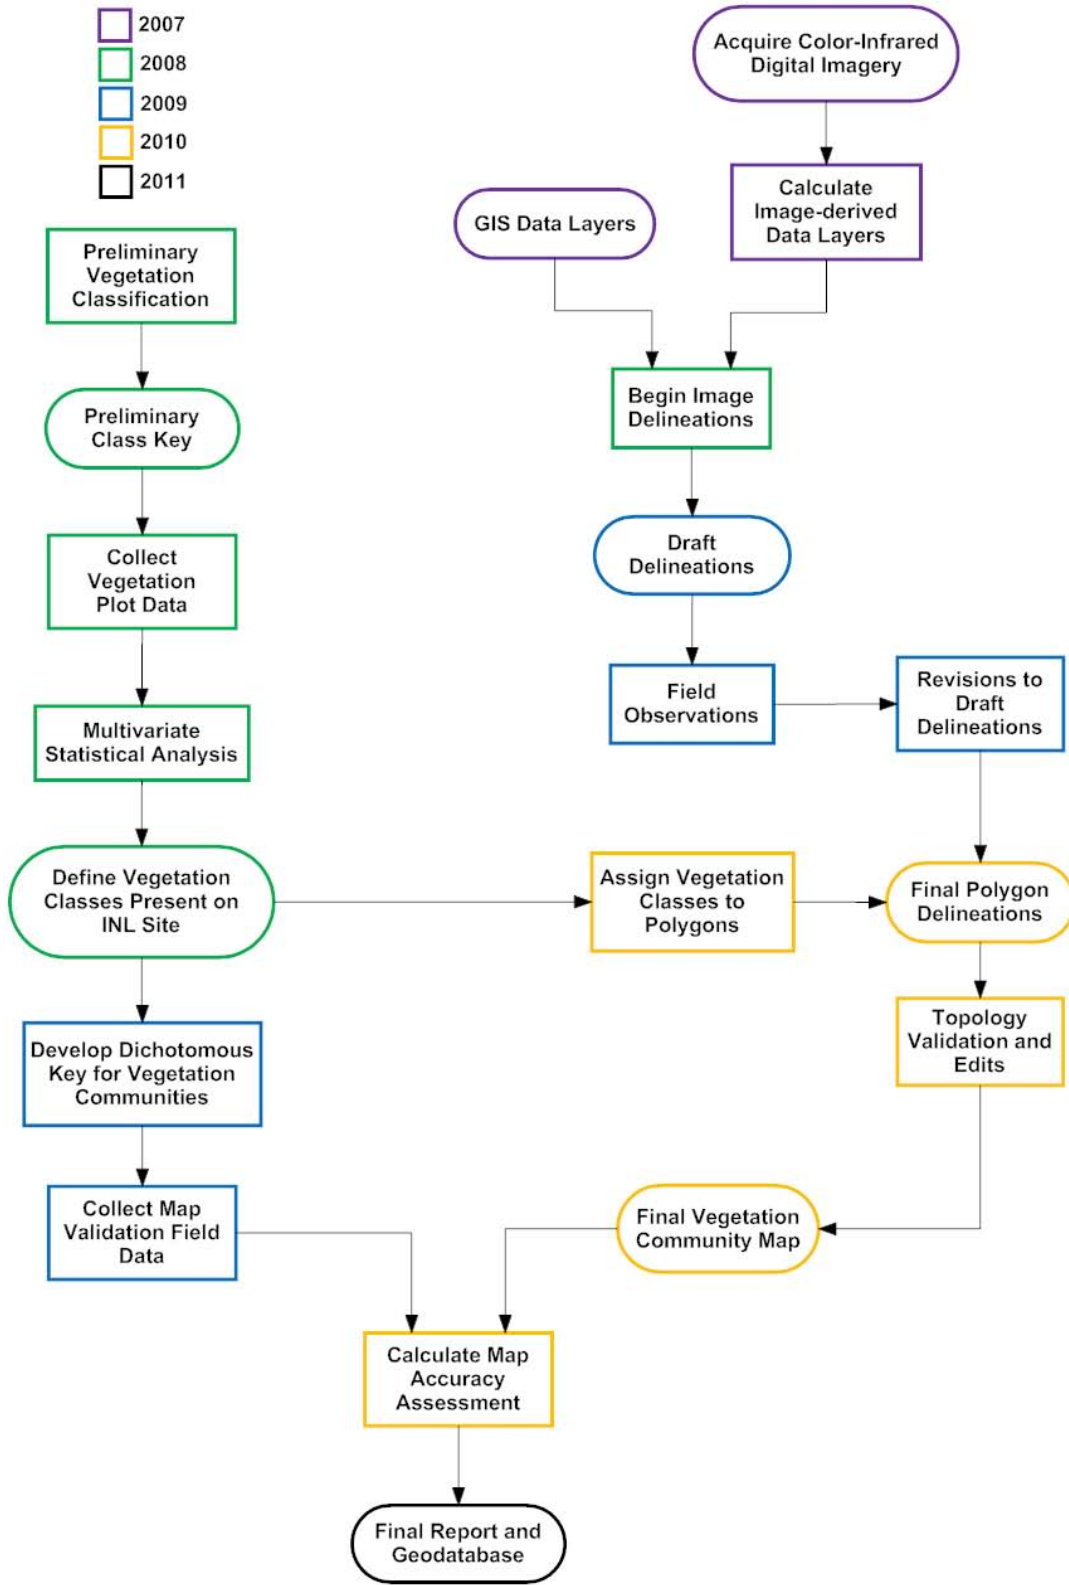 2007
2008
2009
2010
2011
Acquire Color-Infrared
Digital Imagery
Calculate
Image-derived
Data Layers
GIS Data Layers
Preliminary
Vegetation
Classification
Begin Image
Delineations
Preliminary
Class Key
Draft
Delineations
Collect
Vegetation
Plot Data
Field
Observations
Revisions to
Draft
Delineations
Multivariate
Statistical Analysis
Define Vegetation
Classes Present on
INL Site
Assign Vegetation
Classes to
Polygons
Final Polygon
Delineations
Topology
Validation and
Edits
Develop Dichotomous
Key for Vegetation
Communities
Collect Map
Validation Field
Data
Final Vegetation
Community Map
Calculate Map
Accuracy
Assessment
Final Report and
Geodatabase